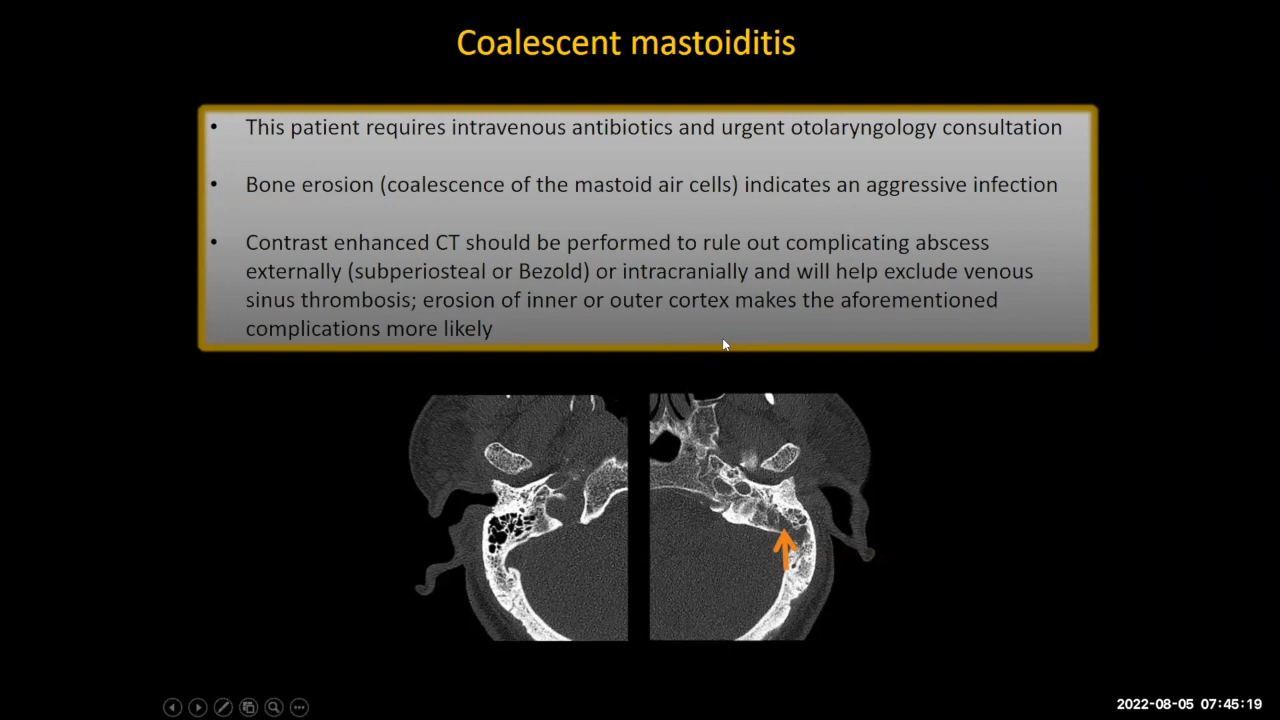 Coalescent mastoiditis
• This patient requires intravenous antibiotics and urgent otolaryngology consultation
• Bone erosion (coalescence of the mastoid air cells) indicates an aggressive infection
• Contrast enhanced CT should be performed to rule out complicating abscess
externally (subperiosteal or Bezold) or intracranially and will help exclude venous
sinus thrombosis; erosion of inner or outer cortex makes the aforementioned
complications more likely
2022-08-05 07:45:19